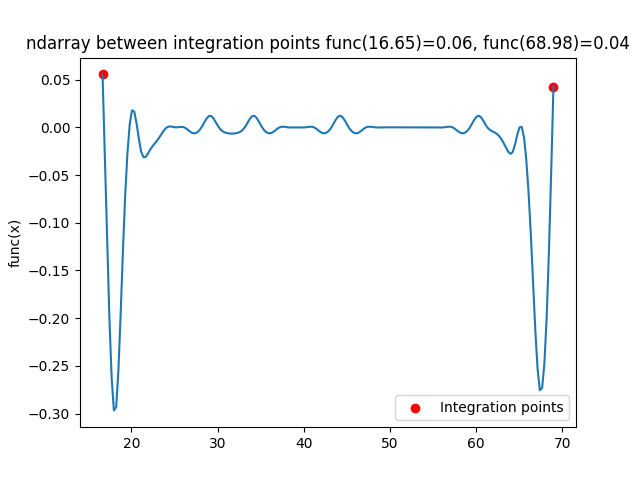 ndarray between integration points func(16.65)=0.06, func(68.98)=0.04
0.05
0.00
−0.05
−0.10
−0.15
−0.20
−0.25
−0.30
func(x)
Integration points
20 30 40 50 60 70